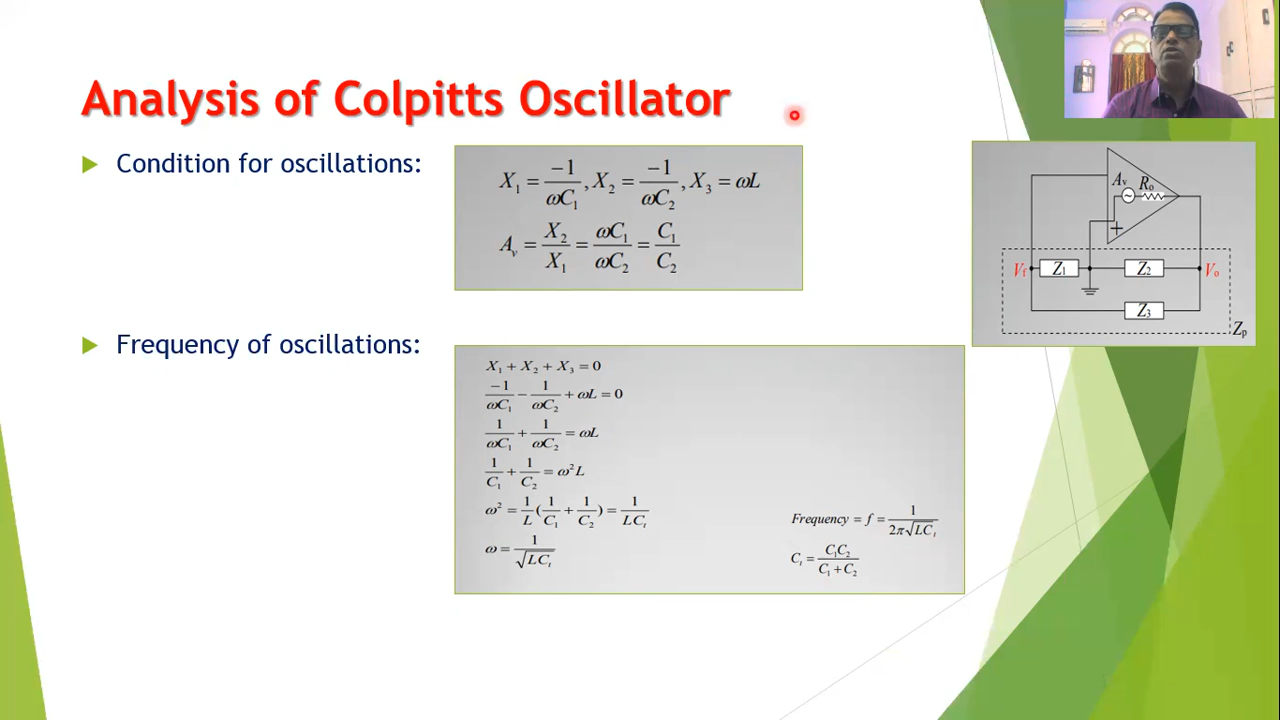 Analysis of Colpitts Oscillator
Condition for oscillations:
X₁ = -1/ωC₁, X₂ = -1/ωC₂, X₃ = ωL
Aᵥ = X₂/X₁ = ωC₁/ωC₂ = C₁/C₂
Frequency of oscillations:
X₁ + X₂ + X₃ = 0
-1/ωC₁ - 1/ωC₂ + ωL = 0
1/ωC₁ + 1/ωC₂ = ωL
1/C₁ + 1/C₂ = ω²L
ω² = 1/L (1/C₁ + 1/C₂) = 1/LCₜ
ω = 1/√LCₜ
Frequency = f = 1/2π√LCₜ
Cₜ = C₁C₂/C₁ + C₂
Aᵥ Rₒ
+
Vf Z₁ Z₂ Vₒ
Z₃
Zₚ